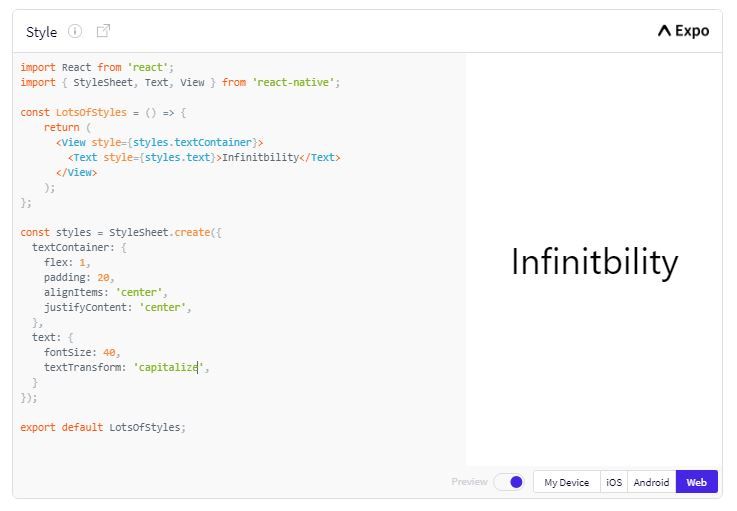 Style
Expo
import React from 'react';
import { StyleSheet, Text, View } from 'react-native';
const LotsOfStyles = () => {
    return (
      <View style={styles.textContainer}>
        <Text style={styles.text}>Infinitbility</Text>
      </View>
    );
};
const styles = StyleSheet.create({
  textContainer: {
    flex: 1,
    padding: 20,
    alignItems: 'center',
    justifyContent: 'center',
  },
  text: {
    fontSize: 40,
    textTransform: 'capitalize',
  }
});
export default LotsOfStyles;
Infinitbility
Preview My Device iOS Android Web